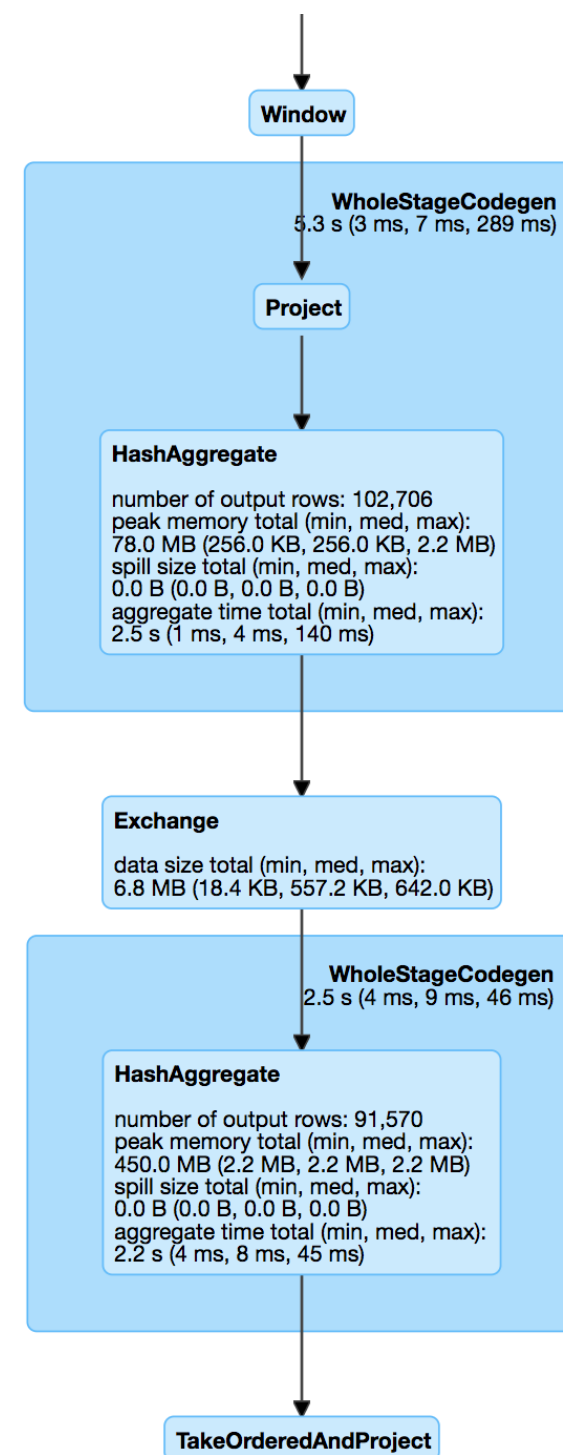 Window
WholeStageCodegen
5.3 s (3 ms, 7 ms, 289 ms)
Project
HashAggregate
number of output rows: 102,706
peak memory total (min, med, max):
78.0 MB (256.0 KB, 256.0 KB, 2.2 MB)
spill size total (min, med, max):
0.0 B (0.0 B, 0.0 B, 0.0 B)
aggregate time total (min, med, max):
2.5 s (1 ms, 4 ms, 140 ms)
Exchange
data size total (min, med, max):
6.8 MB (18.4 KB, 557.2 KB, 642.0 KB)
WholeStageCodegen
2.5 s (4 ms, 9 ms, 46 ms)
HashAggregate
number of output rows: 91,570
peak memory total (min, med, max):
450.0 MB (2.2 MB, 2.2 MB, 2.2 MB)
spill size total (min, med, max):
0.0 B (0.0 B, 0.0 B, 0.0 B)
aggregate time total (min, med, max):
2.2 s (4 ms, 8 ms, 45 ms)
TakeOrderedAndProject